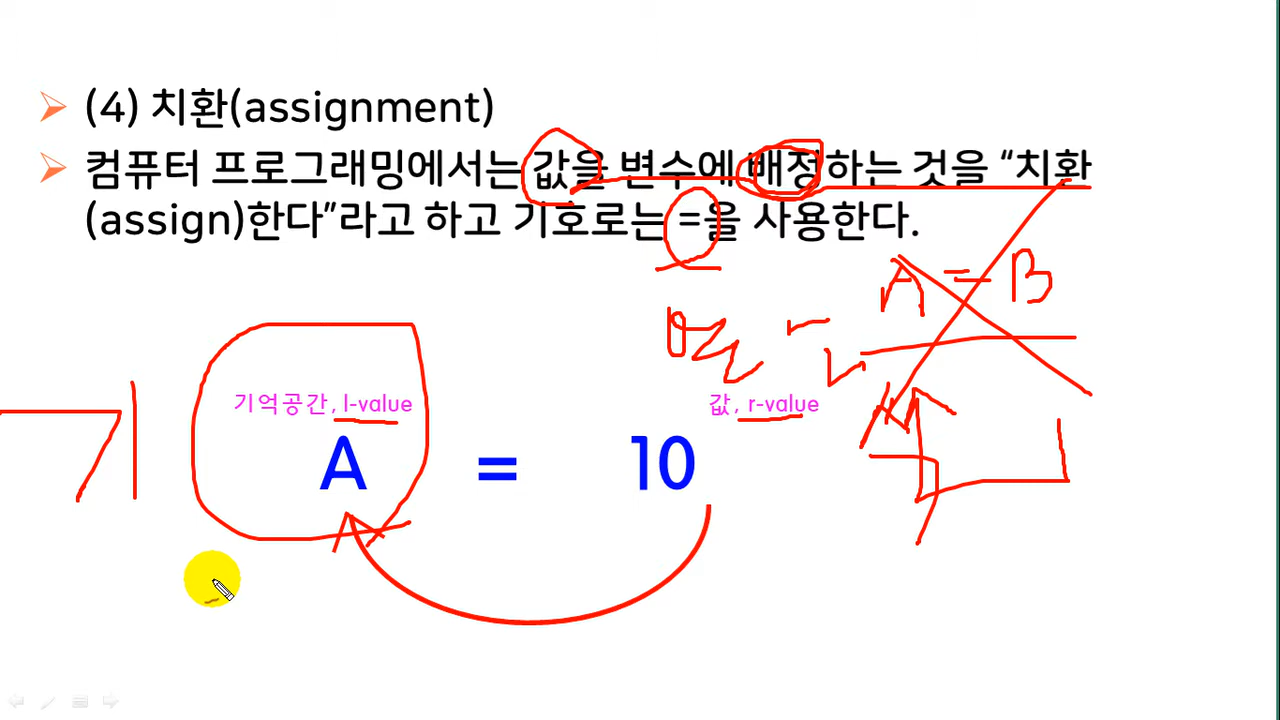 (4) 치환(assignment)
컴퓨터 프로그래밍에서는 값을 변수에 배정하는 것을 “치환
(assign)한다”라고 하고 기호로는 =을 사용한다.
A = B
기억공간, l-value
값, r-value
A = 10